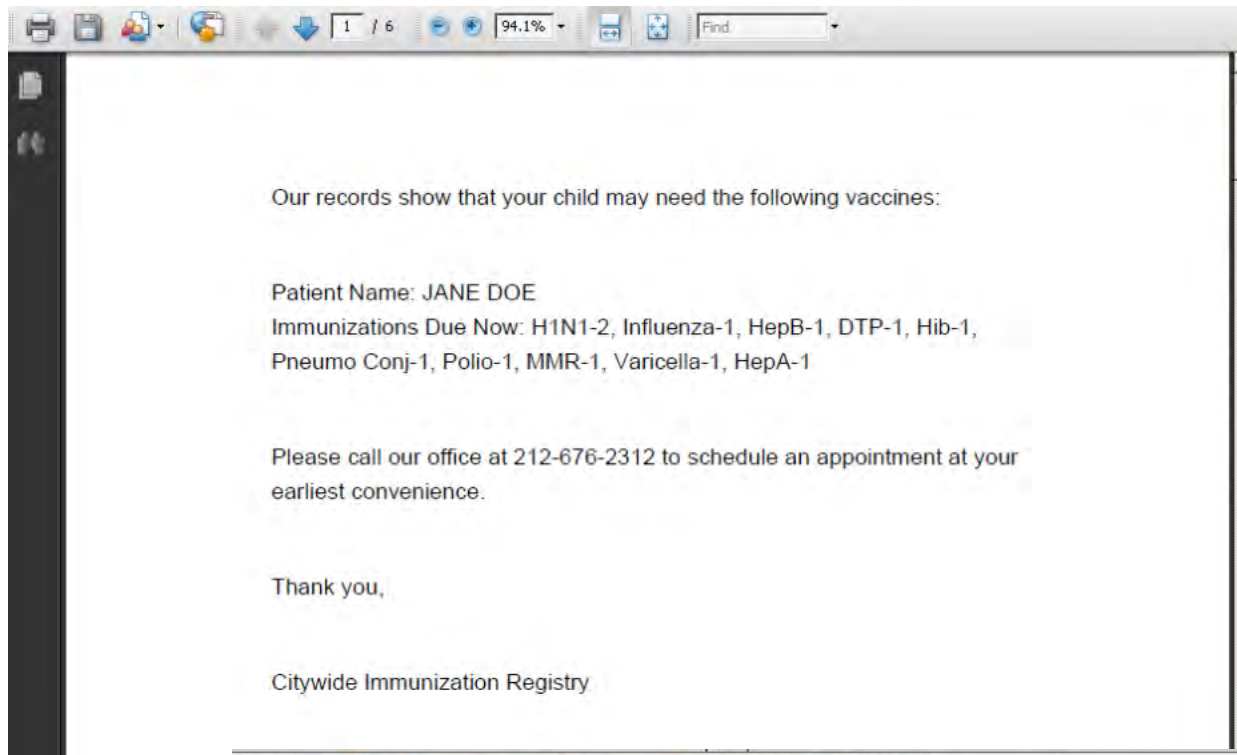 1 / 6 94.1% Find
Our records show that your child may need the following vaccines:
Patient Name: JANE DOE
Immunizations Due Now: H1N1-2, Influenza-1, HepB-1, DTP-1, Hib-1,
Pneumo Conj-1, Polio-1, MMR-1, Varicella-1, HepA-1
Please call our office at 212-676-2312 to schedule an appointment at your
earliest convenience.
Thank you,
Citywide Immunization Registry